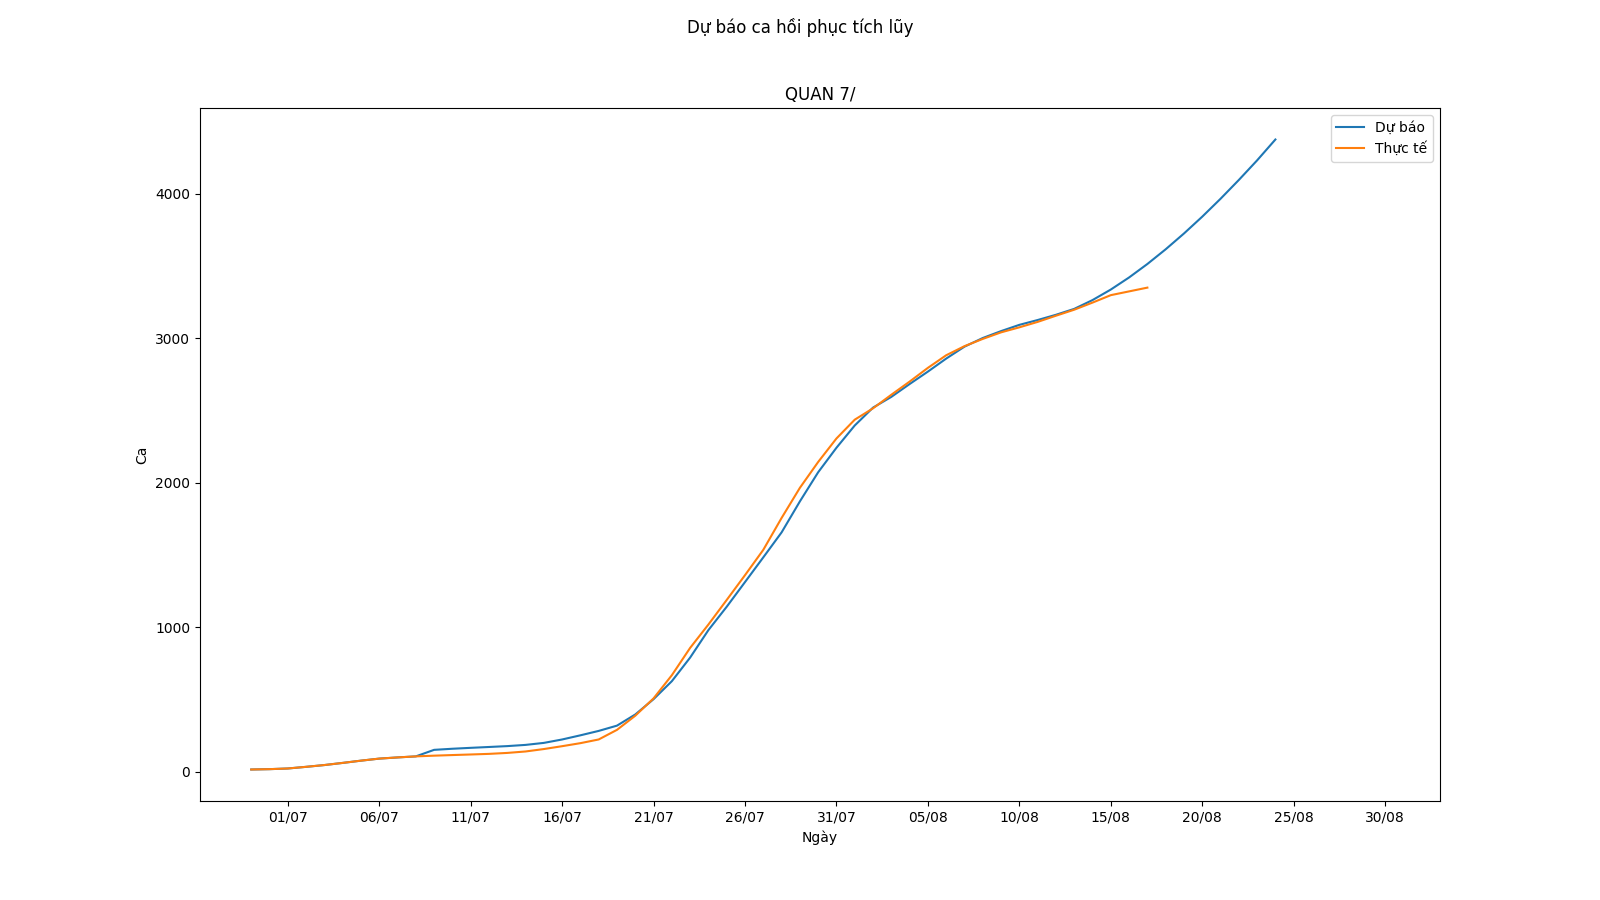 Dự báo ca hồi phục tích lũy
QUAN 7/
Dự báo
Thực tế
4000
3000
2000
1000
0
Ca
01/07 06/07 11/07 16/07 21/07 26/07 31/07 05/08 10/08 15/08 20/08 25/08 30/08
Ngày